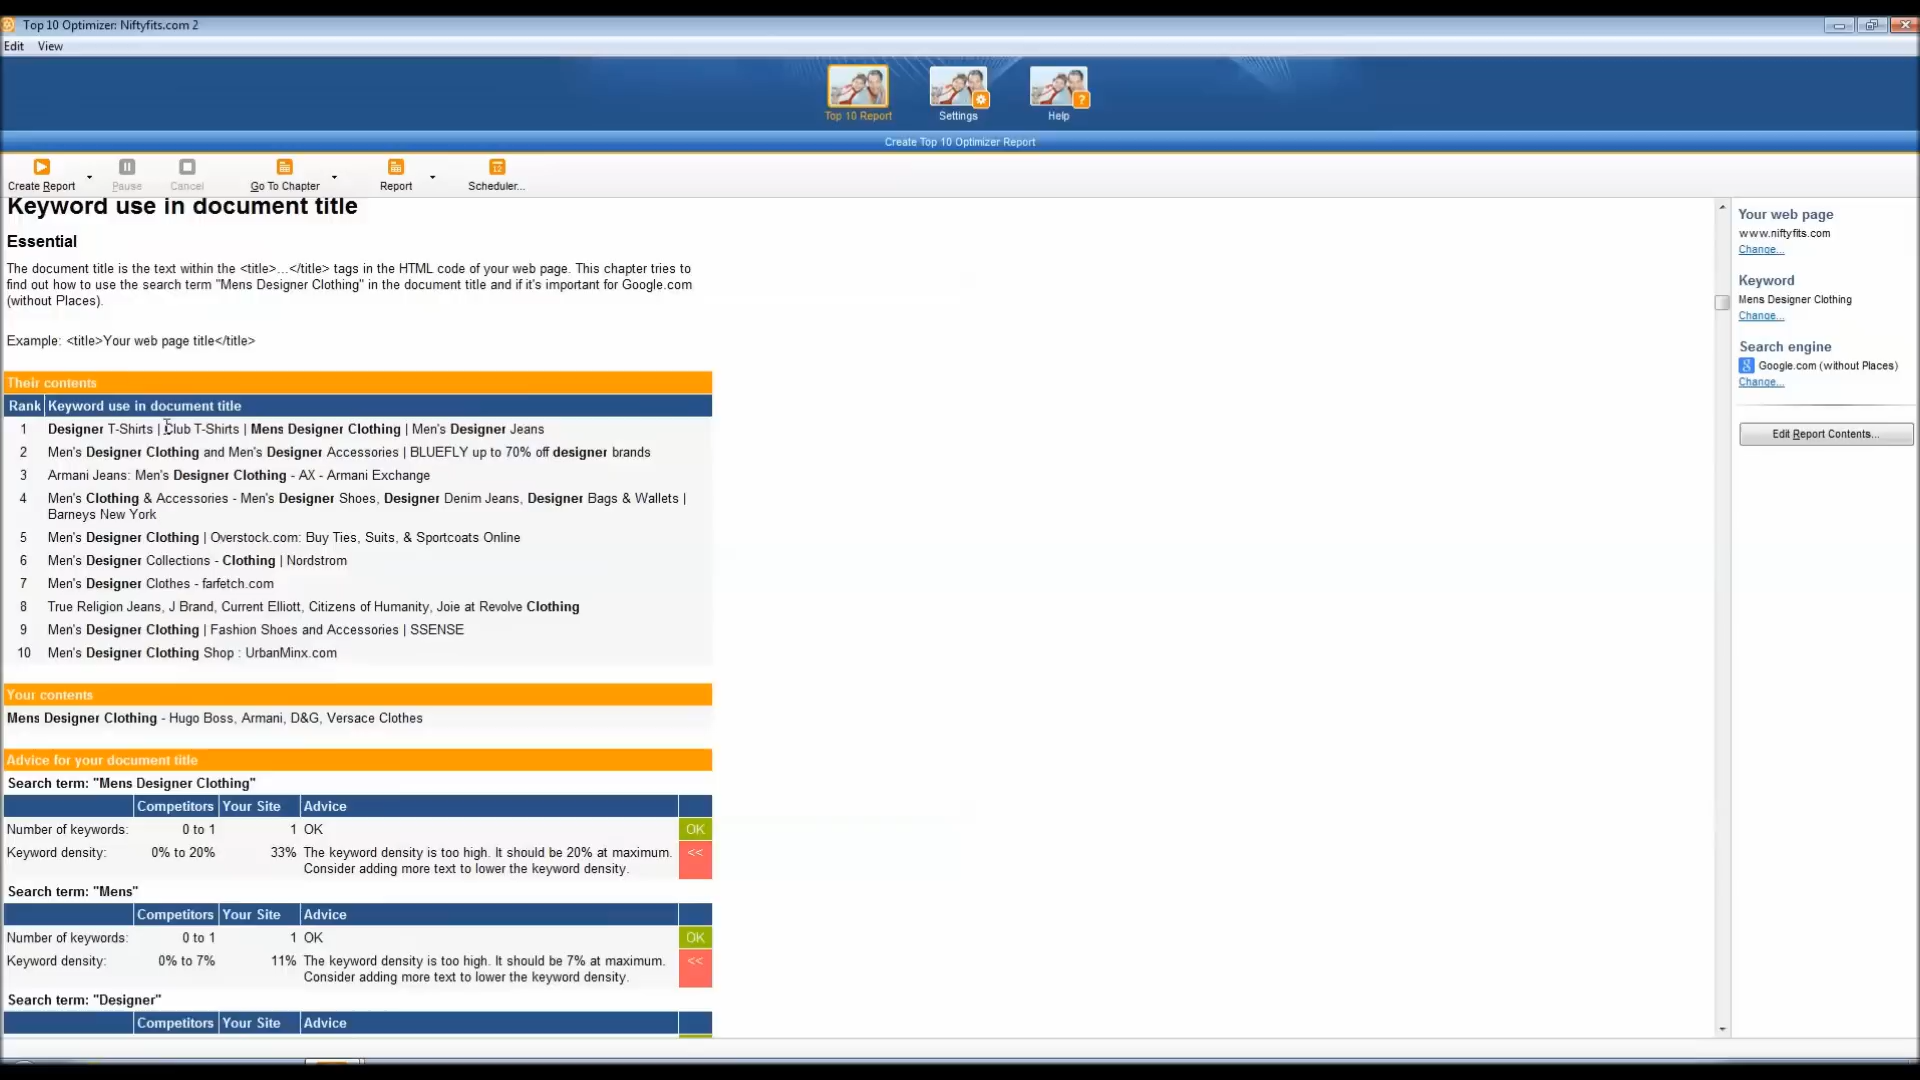 Top 10 Optimizer: Niftyfits.com 2
Edit View
Top 10 Report Settings Help
Create Top 10 Optimizer Report
Create Report Pause Cancel Go To Chapter Report Scheduler...
Keyword use in document title
Essential
The document title is the text within the <title>...</title> tags in the HTML code of your web page. This chapter tries to
find out how to use the search term "Mens Designer Clothing" in the document title and if it's important for Google.com
(without Places).
Example: <title>Your web page title</title>
Their contents
Rank Keyword use in document title
1 Designer T-Shirts | Club T-Shirts | Mens Designer Clothing | Men's Designer Jeans
2 Men's Designer Clothing and Men's Designer Accessories | BLUEFLY up to 70% off designer brands
3 Armani Jeans: Men's Designer Clothing - AX - Armani Exchange
4 Men's Clothing & Accessories - Men's Designer Shoes, Designer Denim Jeans, Designer Bags & Wallets |
Barneys New York
5 Men's Designer Clothing | Overstock.com: Buy Ties, Suits, & Sportcoats Online
6 Men's Designer Collections - Clothing | Nordstrom
7 Men's Designer Clothes - farfetch.com
8 True Religion Jeans, J Brand, Current Elliott, Citizens of Humanity, Joie at Revolve Clothing
9 Men's Designer Clothing | Fashion Shoes and Accessories | SSENSE
10 Men's Designer Clothing Shop : UrbanMinx.com
Your contents
Mens Designer Clothing - Hugo Boss, Armani, D&G, Versace Clothes
Advice for your document title
Search term: "Mens Designer Clothing"
Competitors Your Site Advice
Number of keywords: 0 to 1 1 OK OK
Keyword density: 0% to 20% 33% The keyword density is too high. It should be 20% at maximum. <<
Consider adding more text to lower the keyword density.
Search term: "Mens"
Competitors Your Site Advice
Number of keywords: 0 to 1 1 OK OK
Keyword density: 0% to 7% 11% The keyword density is too high. It should be 7% at maximum. <<
Consider adding more text to lower the keyword density.
Search term: "Designer"
Competitors Your Site Advice
Your web page
www.niftyfits.com
Change...
Keyword
Mens Designer Clothing
Change...
Search engine
Google.com (without Places)
Change...
Edit Report Contents...